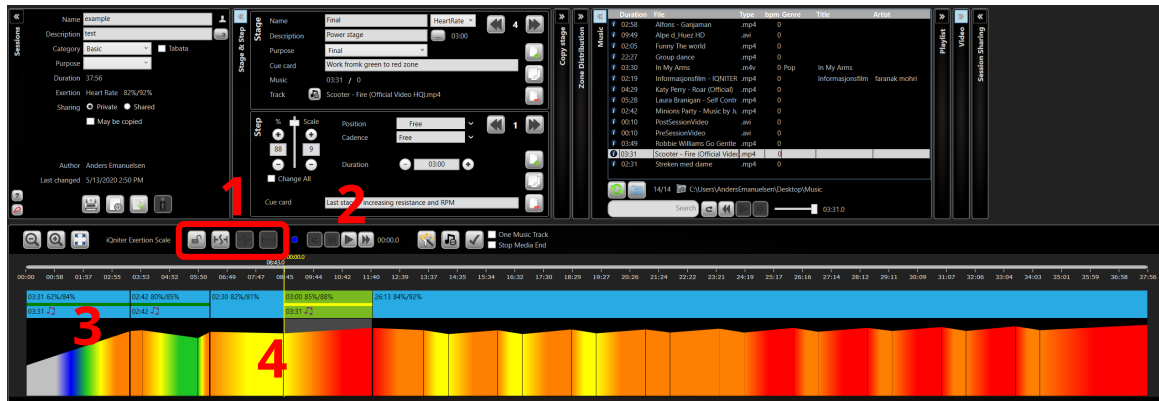 Sessions
Name example
Description test
Category Basic Tabata
Purpose
Duration 37:56
Exertion Heart Rate 82%/92%
Sharing Private Shared
May be copied
Author Anders Emanuelsen
Last changed 5/13/2020 2:50 PM
Stage & Step
Stage
Name Final HeartRate 4
Description Power stage 03:00
Purpose Final
Cue card Work fromk green to red zone
Music 03:31 / 0
Track Scooter - Fire (Official Video HQ).mp4
Step
% Scale Position Free 1
88 9 Cadence Free
Duration 03:00
Change All
Cue card Last stage, increasing resistance and RPM
Copy stage
Zone Distribution
Music
Duration File Type bpm Genre Title Artist
02:58 Alfons - Ganjaman .mp4 0
09:49 Alpe d_Huez HD .avi 0
02:05 Funny The world .mp4 0
22:27 Group dance .mp4 0
03:30 In My Arms .m4v 0 Pop In My Arms
02:19 Informasjonsfilm - IQNITER .mp4 0 Informasjonsfilm faranak mohri
04:29 Katy Perry - Roar (Official) .mp4 0
05:28 Laura Branigan - Self Contr .mp4 0
02:42 Minions Party - Music by Ju .mp4 0
00:10 PostSessionVideo .avi 0
00:10 PreSessionVideo .avi 0
03:49 Robbie Williams Go Gentle .mp4 0
03:31 Scooter - Fire (Official Videc .mp4 0
02:31 Streken med dame .mp4 0
14/14 C:\Users\AndersEmanuelsen\Desktop\Music
Search 03:31.0
Playlist
Video
Session Sharing
1
2
iQniter Exertion Scale 00:00.0 One Music Track
Stop Media End
08:43.0 00:00.0
00:00 00:58 01:57 02:55 03:53 04:52 05:50 06:49 07:47 08:45 09:44 10:42 11:40 12:39 13:37 14:35 15:34 16:32 17:30 18:29 19:27 20:26 21:24 22:22 23:21 24:19 25:17 26:16 27:14 28:12 29:11 30:09 31:07 32:06 33:04 34:03 35:01 35:59 36:58 37:56
03:31 62%/84% 02:42 80%/85% 02:30 82%/81% 03:00 85%/88% 26:13 84%/92%
03:31 02:42 03:31
3
4